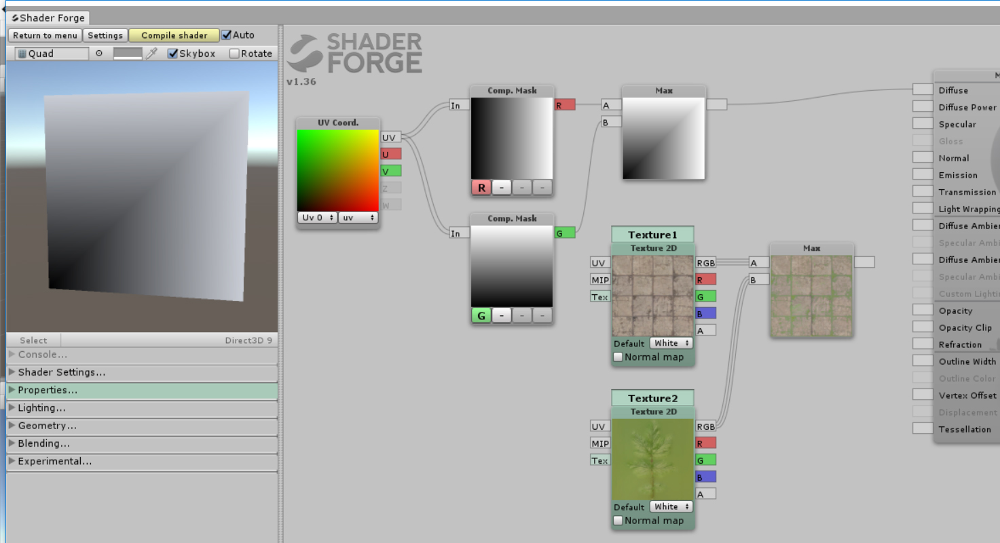 Shader Forge
Return to menu Settings Compile shader Auto
Quad Skybox Rotate
Select Direct3D 9
Console...
Shader Settings...
Properties...
Lighting...
Geometry...
Blending...
Experimental...
SHADER
FORGE
v1.36
UV Coord.
UV
U
V
Z
W
Uv 0 uv
Comp. Mask
In R
R - - -
Comp. Mask
In G
G - - -
Max
A
B
Texture1
Texture 2D
UV RGB
MIP R
Tex G
B
A
Default White
Normal map
Texture2
Texture 2D
UV RGB
MIP R
Tex G
B
A
Default White
Normal map
Max
A
B
M
Diffuse
Diffuse Power
Specular
Gloss
Normal
Emission
Transmission
Light Wrapping
Diffuse Ambien
Specular Ambi
Diffuse Ambien
Specular Ambi
Custom Lighti
Opacity
Opacity Clip
Refraction
Outline Width
Outline Color
Vertex Offset
Displacement
Tessellation